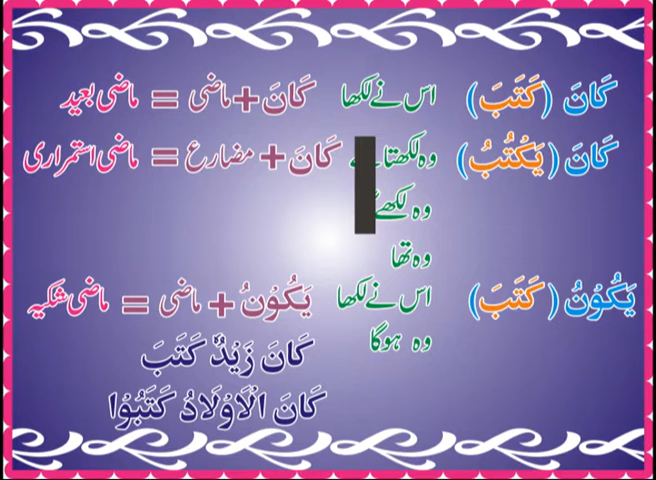 کَانَ (کَتَبَ) اس نے لکھا کَانَ + ماضی = ماضی بعید
کَانَ (یَکْتُبُ) وہ لکھتا کَانَ + مضارع = ماضی استمراری
وہ لکھے
وہ تھا
یَکُوْنُ (کَتَبَ) اس نے لکھا یَکُوْنُ + ماضی = ماضی شکیہ
وہ ہوگا
کَانَ زَیْدٌ کَتَبَ
کَانَ الْاَوْلَادُ کَتَبُوْا